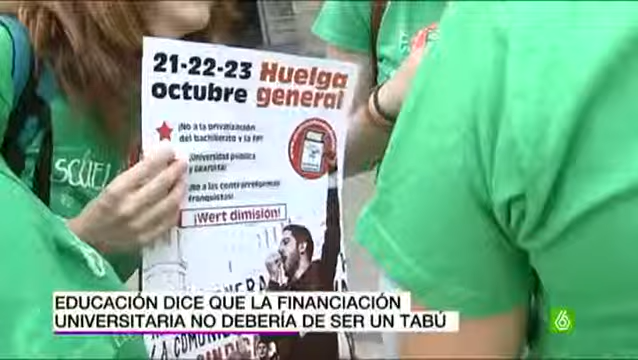 21-22-23 Huelga
octubre general
¡No a la privatización
del bachillerato y la FP!
¡Universidad pública
y GRATUITA!
¡No a las contrarreformas
franquistas!
¡Wert dimisión!
EDUCACIÓN DICE QUE LA FINANCIACIÓN
UNIVERSITARIA NO DEBERÍA DE SER UN TABÚ
6